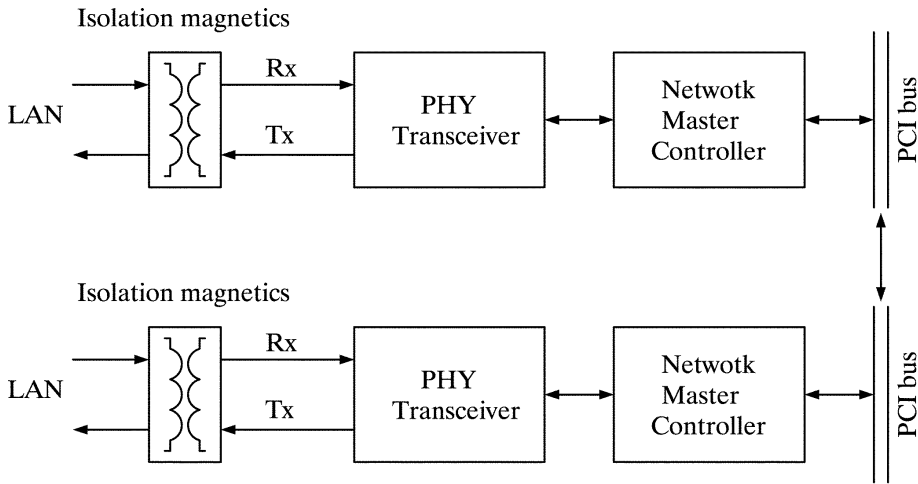 Isolation magnetics
LAN
Rx
Tx
PHY
Transceiver
Netwotk
Master
Controller
PCI bus
Isolation magnetics
LAN
Rx
Tx
PHY
Transceiver
Netwotk
Master
Controller
PCI bus